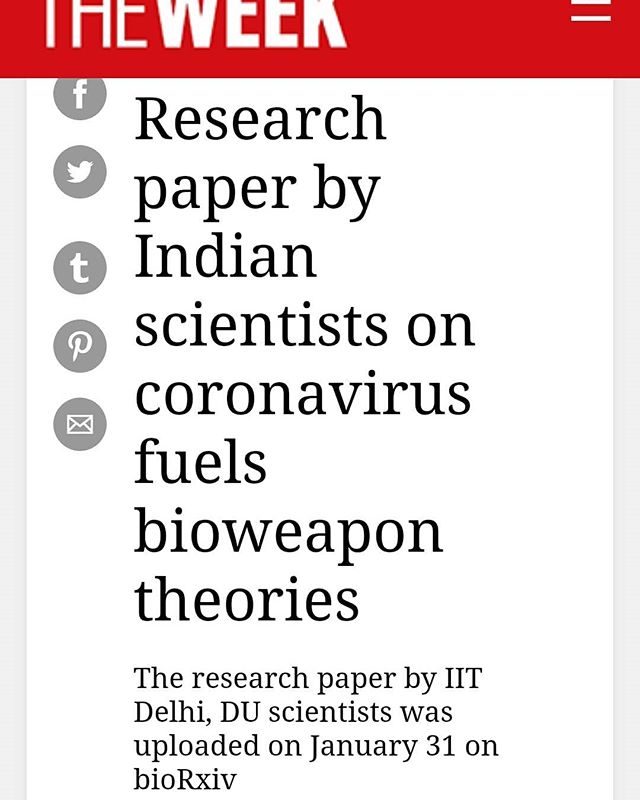 THE WEEK
Research
paper by
Indian
scientists on
coronavirus
fuels
bioweapon
theories
The research paper by IIT
Delhi, DU scientists was
uploaded on January 31 on
bioRxiv